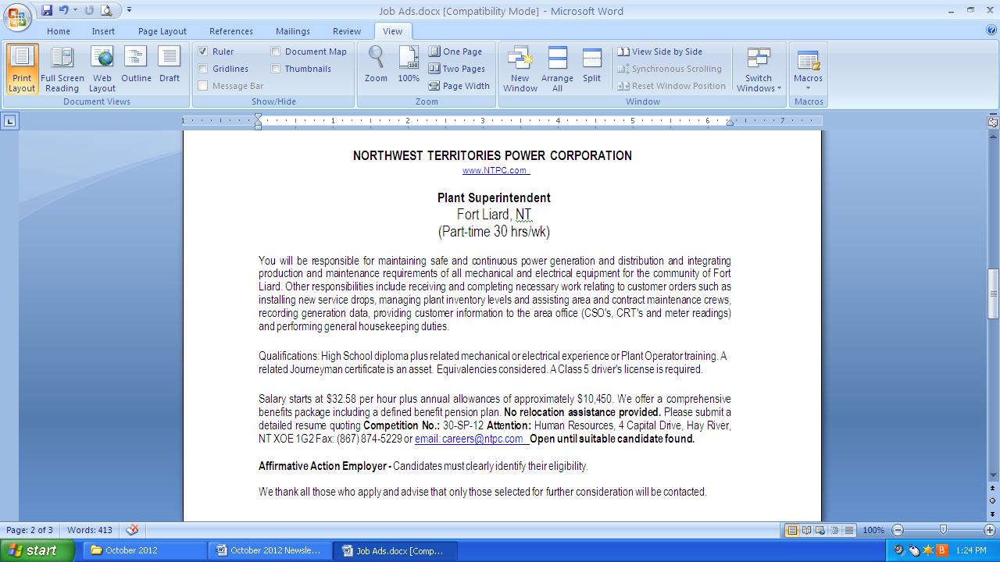 Job Ads.docx [Compatibility Mode] - Microsoft Word
Home Insert Page Layout References Mailings Review View
Print Layout
Full Screen Reading
Web Layout
Outline
Draft
Document Views
Ruler
Gridlines
Message Bar
Document Map
Thumbnails
Show/Hide
Zoom
100%
One Page
Two Pages
Page Width
Zoom
New Window
Arrange All
Split
View Side by Side
Synchronous Scrolling
Reset Window Position
Window
Switch Windows
Macros
Macros
1 1 2 3 4 5 6 7
NORTHWEST TERRITORIES POWER CORPORATION
www.NTPC.com
Plant Superintendent
Fort Liard, NT
(Part-time 30 hrs/wk)
You will be responsible for maintaining safe and continuous power generation and distribution and integrating
production and maintenance requirements of all mechanical and electrical equipment for the community of Fort
Liard. Other responsibilities include receiving and completing necessary work relating to customer orders such as
installing new service drops, managing plant inventory levels and assisting area and contract maintenance crews,
recording generation data, providing customer information to the area office (CSO's, CRT's and meter readings)
and performing general housekeeping duties.
Qualifications: High School diploma plus related mechanical or electrical experience or Plant Operator training. A
related Journeyman certificate is an asset. Equivalencies considered. A Class 5 driver's license is required.
Salary starts at $32.58 per hour plus annual allowances of approximately $10,450. We offer a comprehensive
benefits package including a defined benefit pension plan. No relocation assistance provided. Please submit a
detailed resume quoting Competition No.: 30-SP-12 Attention: Human Resources, 4 Capital Drive, Hay River,
NT XOE 1G2 Fax: (867) 874-5229 or email: careers@ntpc.com Open until suitable candidate found.
Affirmative Action Employer - Candidates must clearly identify their eligibility.
We thank all those who apply and advise that only those selected for further consideration will be contacted.
Page: 2 of 3 Words: 413 100%
start October 2012 October 2012 Newsle... Job Ads.docx [Comp... B 1:24 PM